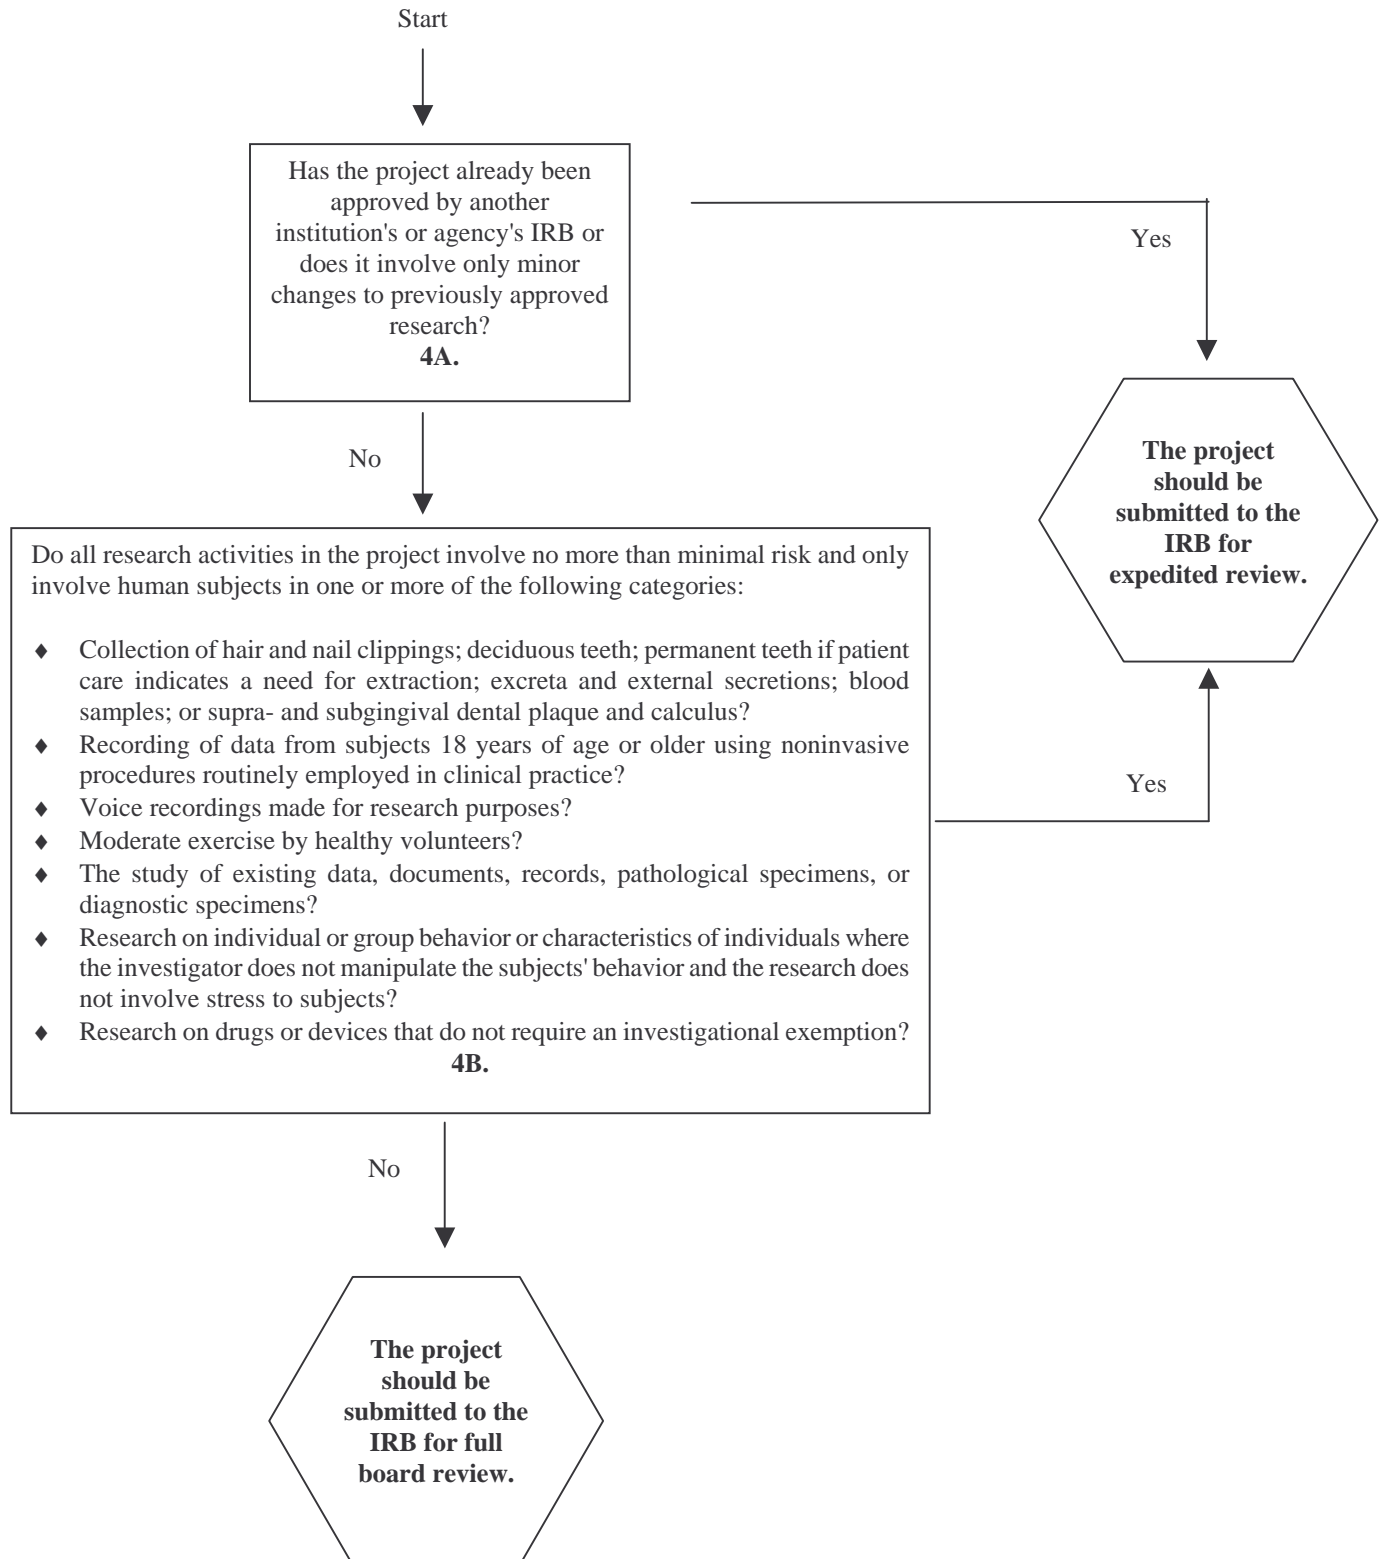 Start
Has the project already been
approved by another
institution's or agency's IRB or
does it involve only minor
changes to previously approved
research?
4A.
Yes
The project
should be
submitted to the
IRB for
expedited review.
No
Do all research activities in the project involve no more than minimal risk and only
involve human subjects in one or more of the following categories:
♦ Collection of hair and nail clippings; deciduous teeth; permanent teeth if patient
care indicates a need for extraction; excreta and external secretions; blood
samples; or supra- and subgingival dental plaque and calculus?
♦ Recording of data from subjects 18 years of age or older using noninvasive
procedures routinely employed in clinical practice?
♦ Voice recordings made for research purposes?
♦ Moderate exercise by healthy volunteers?
♦ The study of existing data, documents, records, pathological specimens, or
diagnostic specimens?
♦ Research on individual or group behavior or characteristics of individuals where
the investigator does not manipulate the subjects' behavior and the research does
not involve stress to subjects?
♦ Research on drugs or devices that do not require an investigational exemption?
4B.
Yes
No
The project
should be
submitted to the
IRB for full
board review.